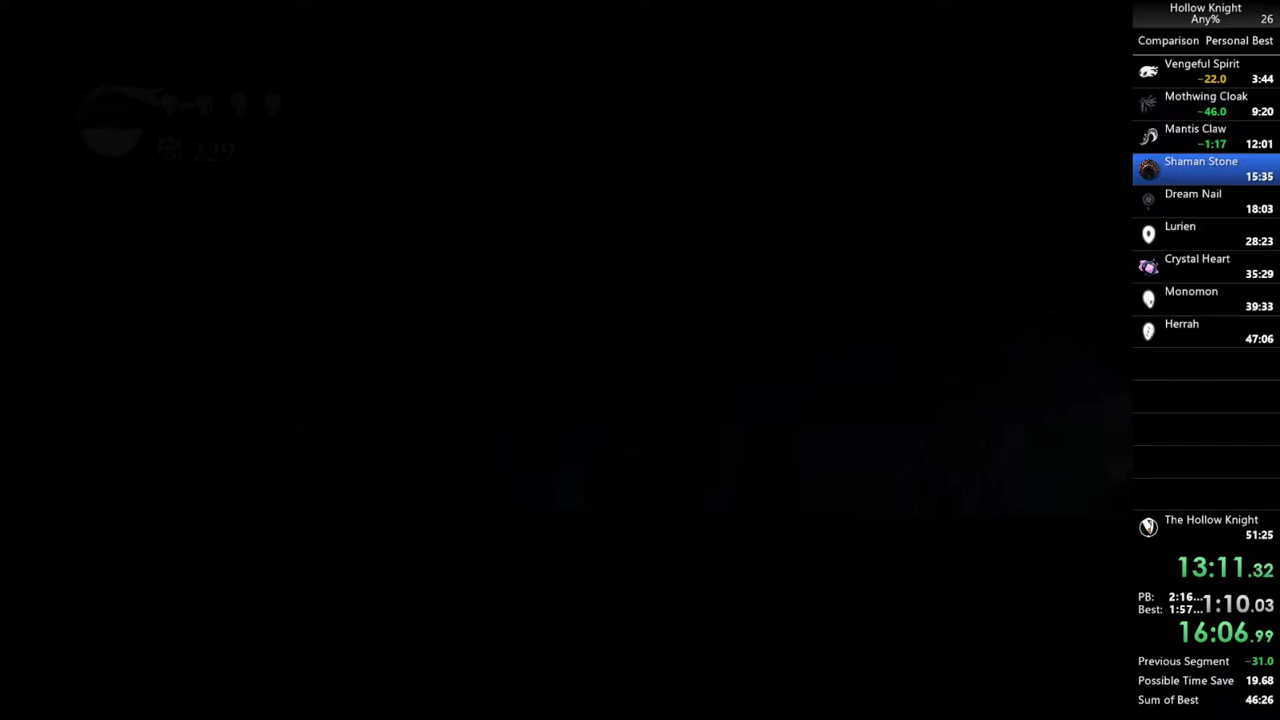 229
Hollow Knight
Any% 26
Comparison Personal Best
Vengeful Spirit
−22.0 3:44
Mothwing Cloak
−46.0 9:20
Mantis Claw
−1:17 12:01
Shaman Stone
15:35
Dream Nail
18:03
Lurien
28:23
Crystal Heart
35:29
Monomon
39:33
Herrah
47:06
The Hollow Knight
51:25
13:11.32
PB: 2:16... 1:10.03
Best: 1:57...
16:06.99
Previous Segment −31.0
Possible Time Save 19.68
Sum of Best 46:26